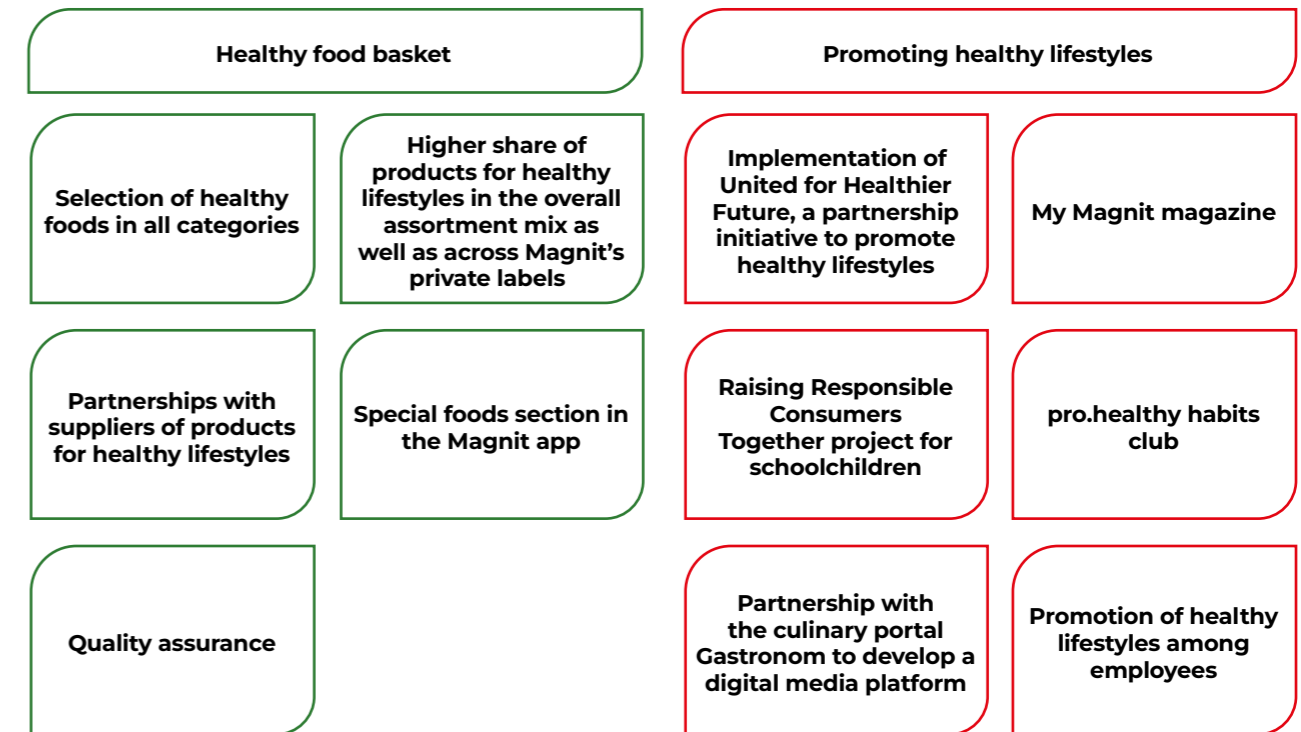 Healthy food basket
Selection of healthy
foods in all categories
Higher share of
products for healthy
lifestyles in the overall
assortment mix as
well as across Magnit’s
private labels
Partnerships with
suppliers of products
for healthy lifestyles
Special foods section in
the Magnit app
Quality assurance
Promoting healthy lifestyles
Implementation of
United for Healthier
Future, a partnership
initiative to promote
healthy lifestyles
My Magnit magazine
Raising Responsible
Consumers
Together project for
schoolchildren
pro.healthy habits
club
Partnership with
the culinary portal
Gastronom to develop a
digital media platform
Promotion of healthy
lifestyles among
employees